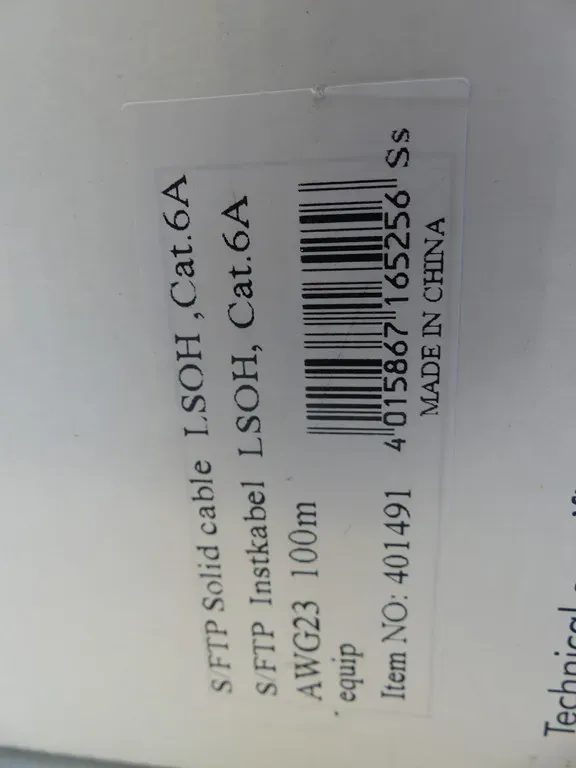 S/FTP Solid cable LSOH ,Cat.6A
S/FTP Instkabel LSOH, Cat.6A
AWG23 100m
equip
Item NO: 401491
4 015867 165256 Ss
MADE IN CHINA
Technical